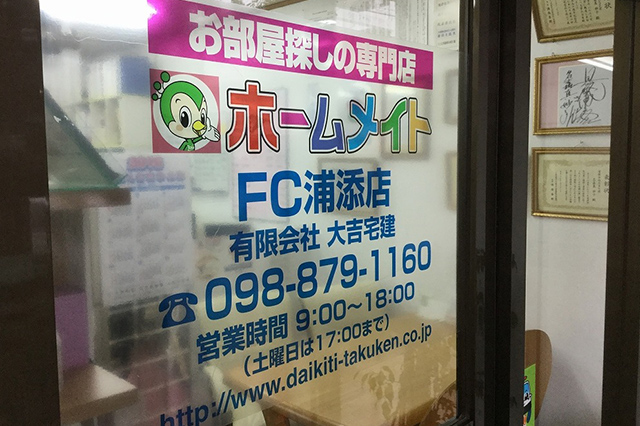 お部屋探しの専門店
ホームメイト
FC浦添店
有限会社 大吉宅建
☎098-879-1160
営業時間 9:00～18:00
（土曜日は17:00まで）
http://www.daikiti-takuken.co.jp